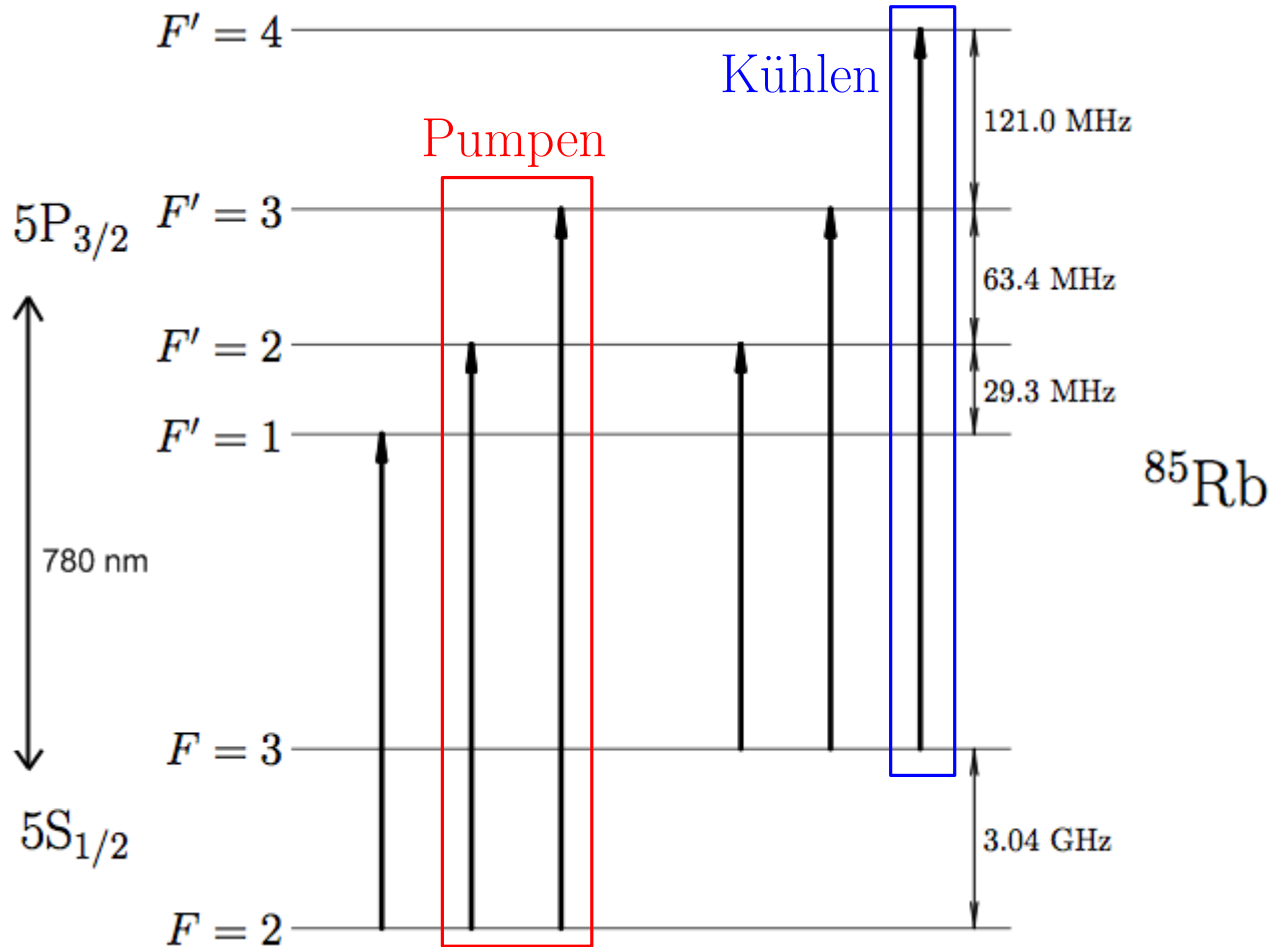 F′ = 4
Kühlen
121.0 MHz
Pumpen
5P3/2
F′ = 3
63.4 MHz
F′ = 2
29.3 MHz
F′ = 1
85Rb
780 nm
F = 3
5S1/2
3.04 GHz
F = 2